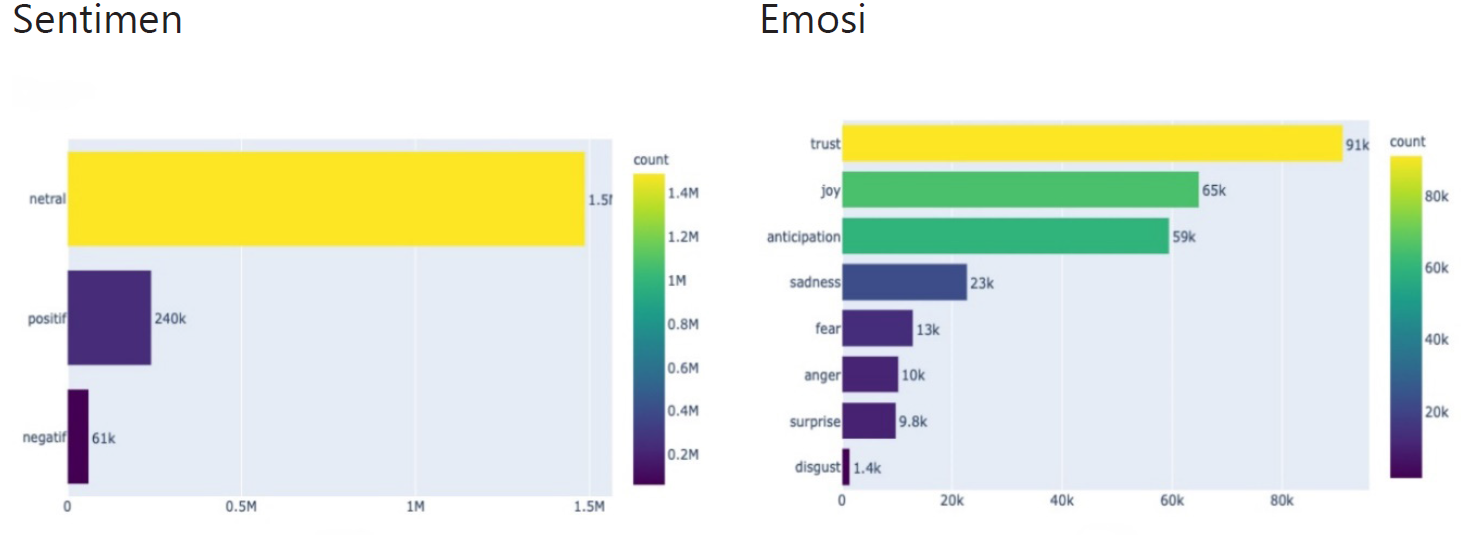 Sentimen
Emosi
netral
positif
negatif
240k
61k
0
0.5M
1M
1.5M
count
1.4M
1.2M
1M
0.8M
0.6M
0.4M
0.2M
trust
joy
anticipation
sadness
fear
anger
surprise
disgust
91k
65k
59k
23k
13k
10k
9.8k
1.4k
0
20k
40k
60k
80k
count
80k
60k
40k
20k